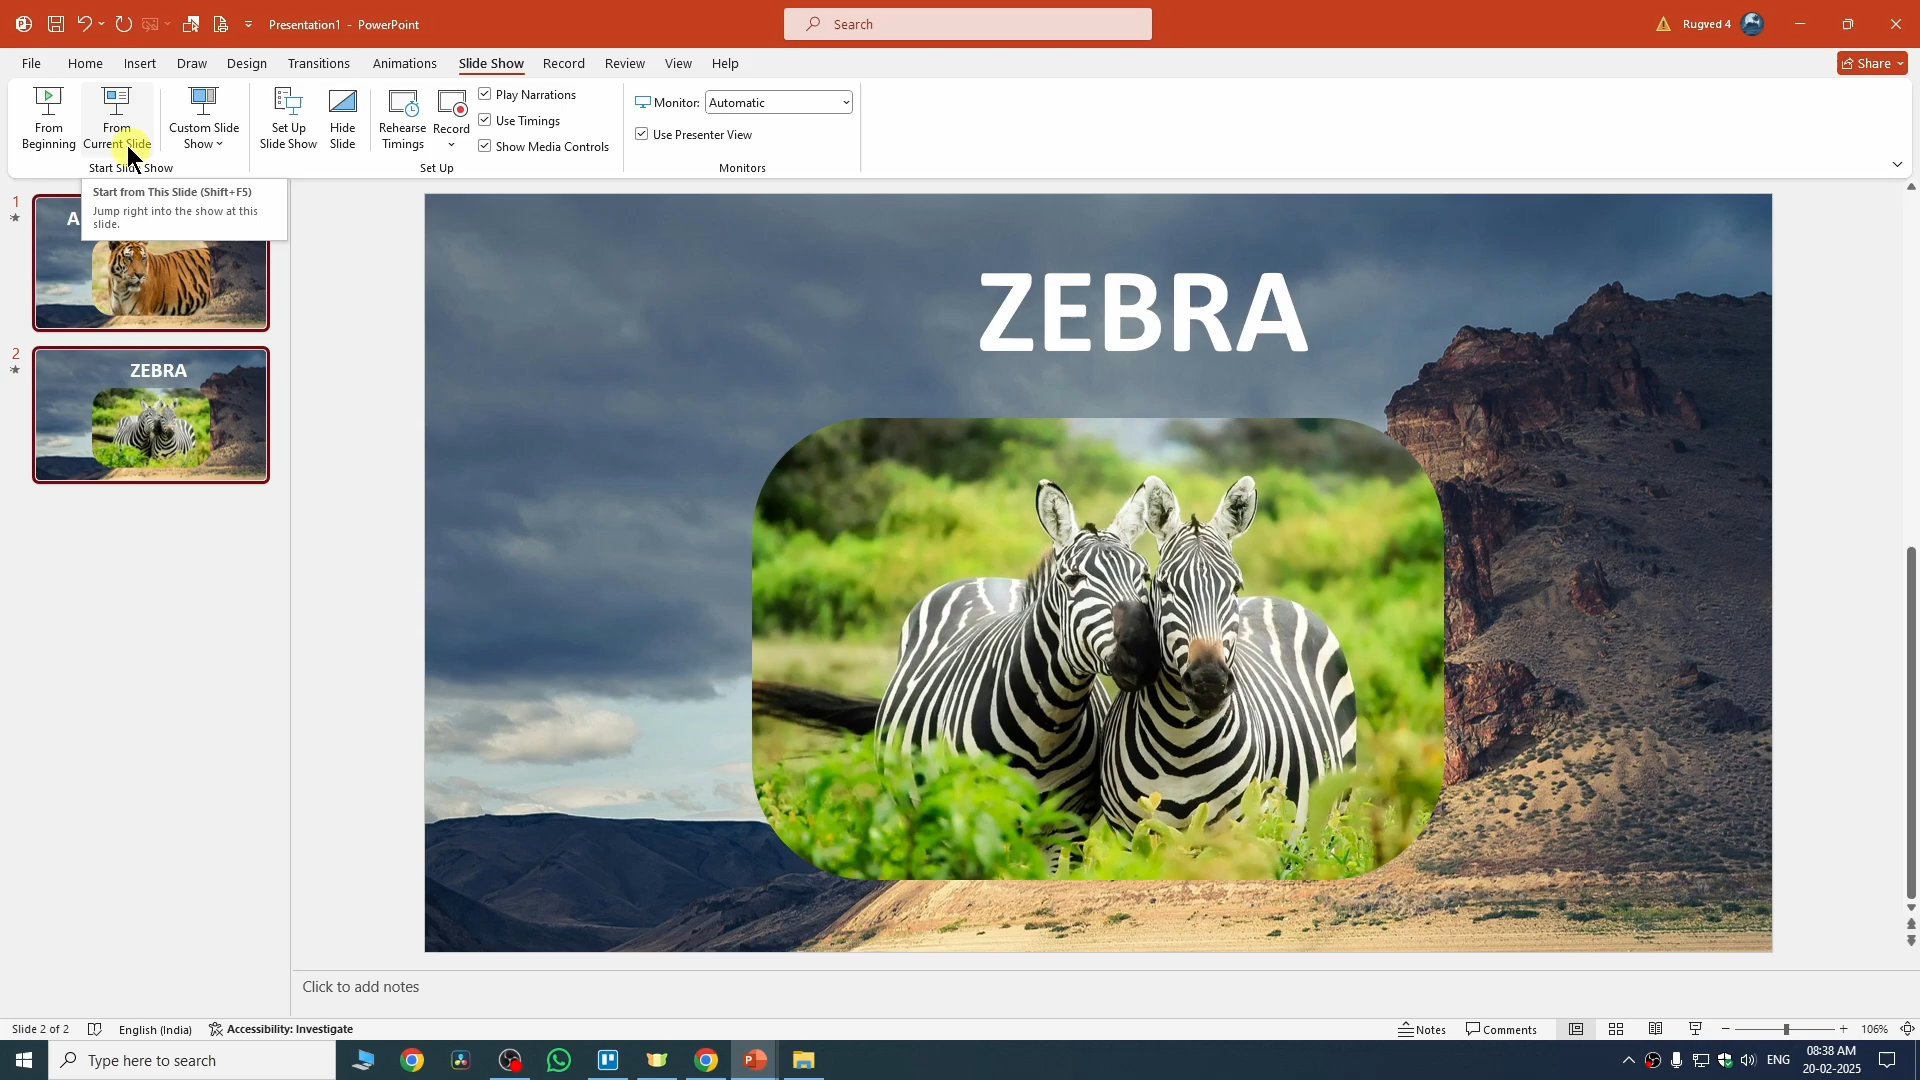 Presentation1 - PowerPoint
Search
Rugved 4
File Home Insert Draw Design Transitions Animations Slide Show Record Review View Help
Share
From Beginning
From Current Slide
Custom Slide Show
Start Slide Show
Set Up Slide Show
Hide Slide
Rehearse Timings
Record
Play Narrations
Use Timings
Show Media Controls
Set Up
Monitor: Automatic
Use Presenter View
Monitors
Start from This Slide (Shift+F5)
Jump right into the show at this
slide.
1
A
2
ZEBRA
ZEBRA
Click to add notes
Slide 2 of 2
English (India)
Accessibility: Investigate
Notes
Comments
106%
Type here to search
ENG
08:38 AM
20-02-2025